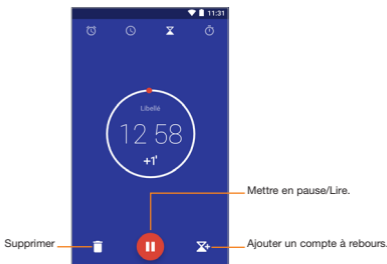 11:31
Libellé
12 58
+1'
Mettre en pause/Lire.
Supprimer
Ajouter un compte à rebours.